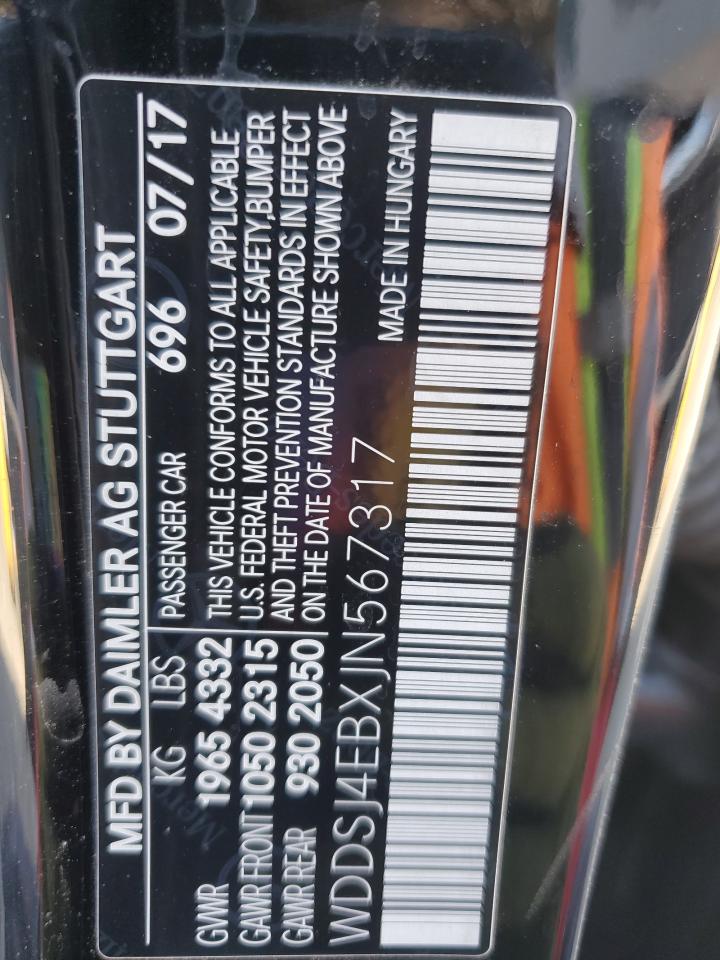 MFD BY DAIMLER AG STUTTGART
KG LBS PASSENGER CAR 696 07/17
GVWR 1965 4332 THIS VEHICLE CONFORMS TO ALL APPLICABLE
GAWR FRONT 1050 2315 U.S. FEDERAL MOTOR VEHICLE SAFETY,BUMPER
GAWR REAR 930 2050 AND THEFT PREVENTION STANDARDS IN EFFECT
ON THE DATE OF MANUFACTURE SHOWN ABOVE
WDDSJ4EBXJN567317 MADE IN HUNGARY